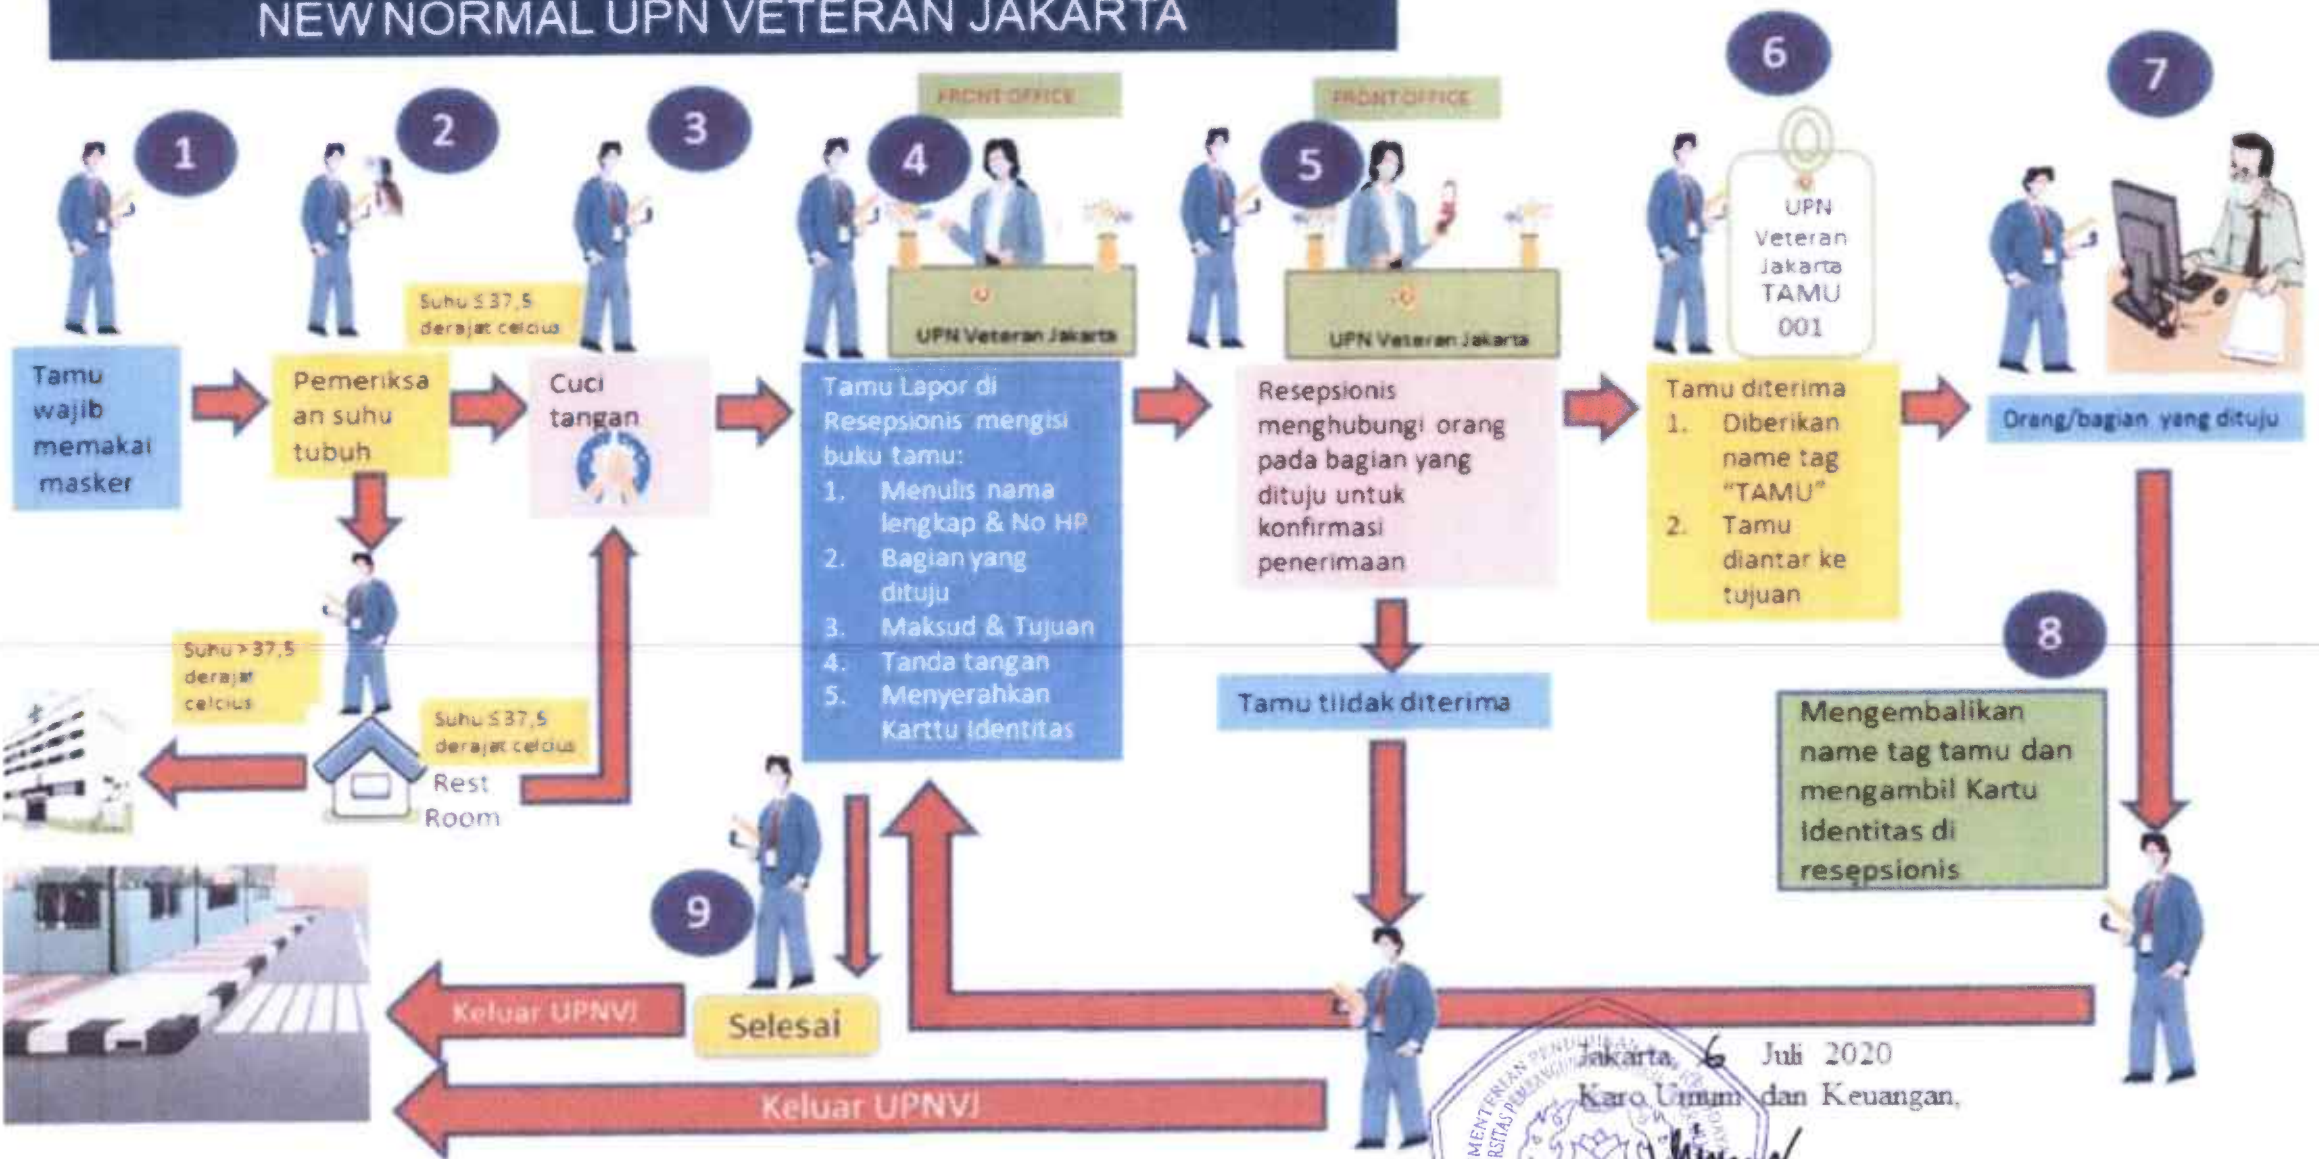 NEW NORMAL UPN VETERAN JAKARTA
1
2
3
4
5
6
7
FRONT OFFICE
FRONT OFFICE
UPN
Veteran
Jakarta
TAMU
001
Suhu ≤ 37,5
derajat celcius
UPN Veteran Jakarta
UPN Veteran Jakarta
Tamu
wajib
memakai
masker
Pemeriksa
an suhu
tubuh
Cuci
tangan
Tamu Lapor di
Resepsionis mengisi
buku tamu:
1. Menulis nama
lengkap & No HP
2. Bagian yang
dituju
3. Maksud & Tujuan
4. Tanda tangan
5. Menyerahkan
Karttu Identitas
Resepsionis
menghubungi orang
pada bagian yang
dituju untuk
konfirmasi
penerimaan
Tamu diterima
1. Diberikan
name tag
"TAMU"
2. Tamu
diantar ke
tujuan
Orang/bagian yang dituju
Suhu > 37,5
derajat
celcius
Suhu ≤ 37,5
derajat celcius
Rest
Room
Tamu tiidak diterima
8
Mengembalikan
name tag tamu dan
mengambil Kartu
Identitas di
resepsionis
9
Selesai
Keluar UPNVJ
Keluar UPNVJ
Jakarta, 6 Juli 2020
Karo Umum dan Keuangan,